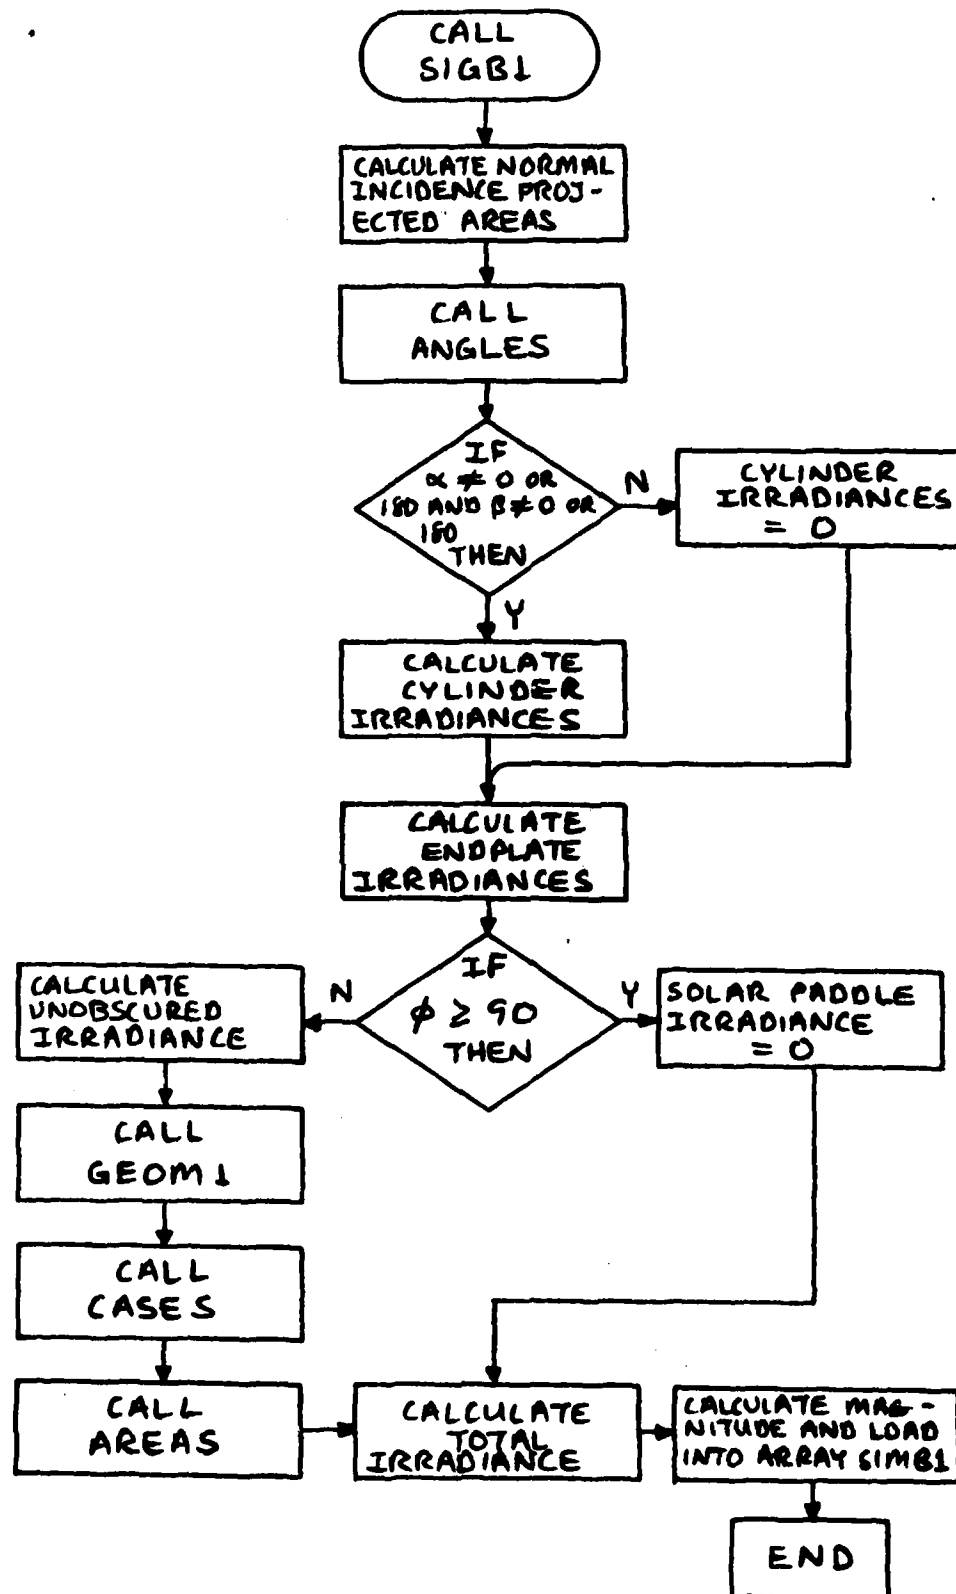 CALL
SIGB1
CALCULATE NORMAL
INCIDENCE PROJ-
ECTED AREAS
CALL
ANGLES
IF
α ≠ 0 OR
180 AND β ≠ 0 OR
180
THEN
N
CYLINDER
IRRADIANCES
= 0
Y
CALCULATE
CYLINDER
IRRADIANCES
CALCULATE
ENDPLATE
IRRADIANCES
IF
φ ≥ 90
THEN
N
Y
CALCULATE
UNOBSCURED
IRRADIANCE
SOLAR PADDLE
IRRADIANCE
= 0
CALL
GEOM1
CALL
CASES
CALL
AREAS
CALCULATE
TOTAL
IRRADIANCE
CALCULATE MAG-
NITUDE AND LOAD
INTO ARRAY SIMB1
END